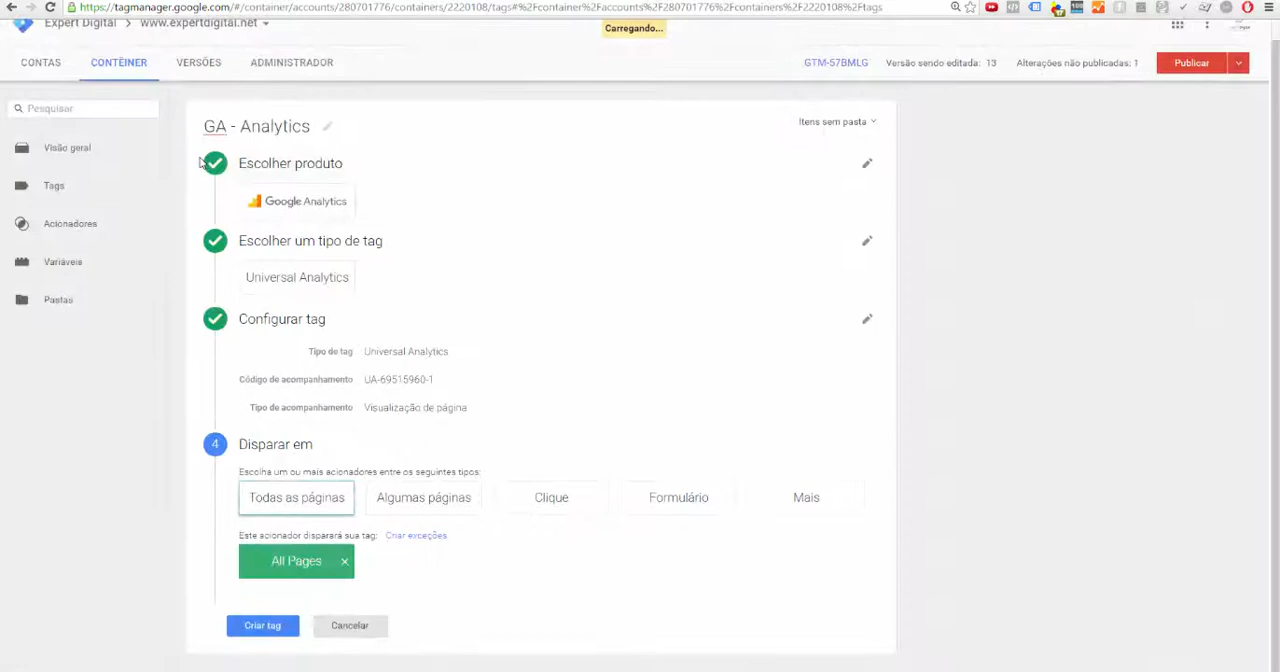 https://tagmanager.google.com/#/container/accounts/280701776/containers/2220108/tags#%2Fcontainer%2Faccounts%2F280701776%2Fcontainers%2F2220108%2Ftags
Expert Digital > www.expertdigital.net
Carregando...
CONTAS CONTÊINER VERSÕES ADMINISTRADOR GTM-57BMLG Versão sendo editada: 13 Alterações não publicadas: 1 Publicar
Pesquisar
Visão geral
Tags
Acionadores
Variáveis
Pastas
GA - Analytics
Itens sem pasta
Escolher produto
Google Analytics
Escolher um tipo de tag
Universal Analytics
Configurar tag
Tipo de tag Universal Analytics
Código de acompanhamento UA-69515960-1
Tipo de acompanhamento Visualização de página
4 Disparar em
Escolha um ou mais acionadores entre os seguintes tipos:
Todas as páginas Algumas páginas Clique Formulário Mais
Este acionador disparará sua tag: Criar exceções
All Pages ×
Criar tag Cancelar